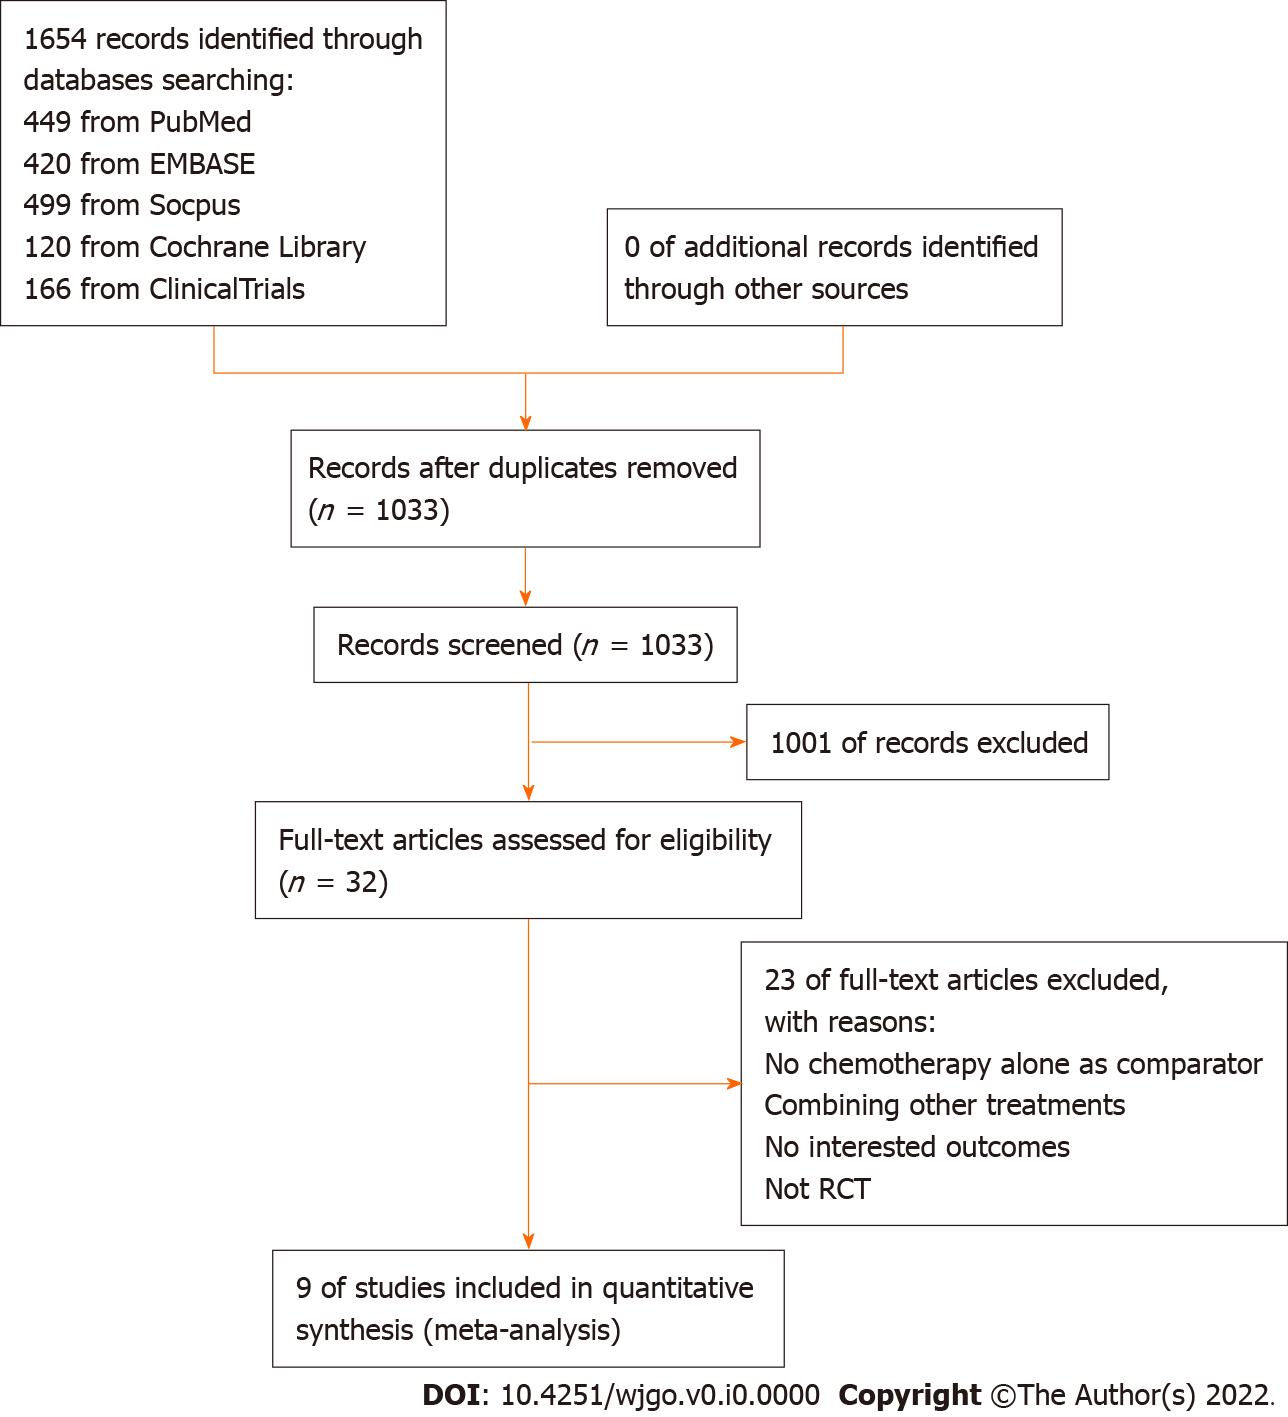 1654 records identified through
databases searching:
449 from PubMed
420 from EMBASE
499 from Socpus
120 from Cochrane Library
166 from ClinicalTrials
0 of additional records identified
through other sources
Records after duplicates removed
(n = 1033)
Records screened (n = 1033)
1001 of records excluded
Full-text articles assessed for eligibility
(n = 32)
23 of full-text articles excluded,
with reasons:
No chemotherapy alone as comparator
Combining other treatments
No interested outcomes
Not RCT
9 of studies included in quantitative
synthesis (meta-analysis)
DOI: 10.4251/wjgo.v0.i0.0000 Copyright ©The Author(s) 2022.